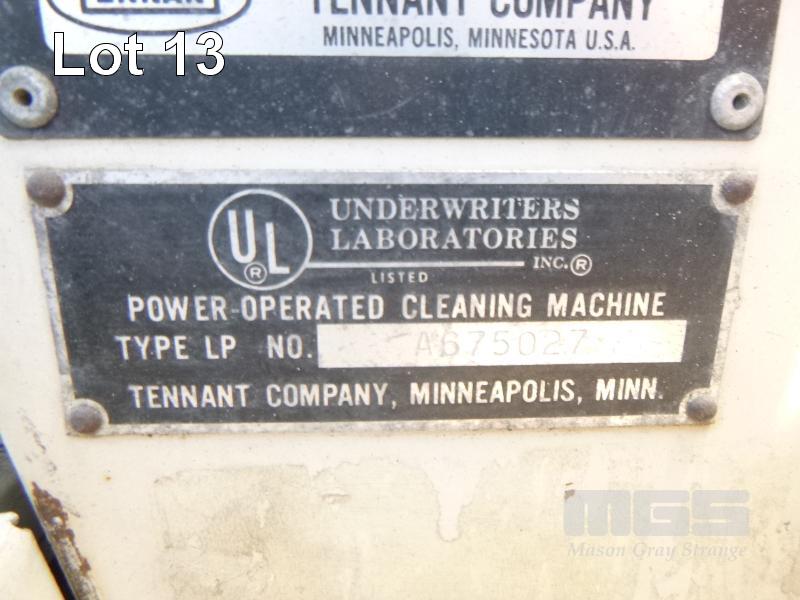 TENNANT COMPANY
MINNEAPOLIS, MINNESOTA U.S.A.
Lot 13
UL ®
UNDERWRITERS
LABORATORIES
INC.®
LISTED
POWER-OPERATED CLEANING MACHINE
TYPE LP NO. A675027
TENNANT COMPANY, MINNEAPOLIS, MINN.
MGS
Mason Gray Strange